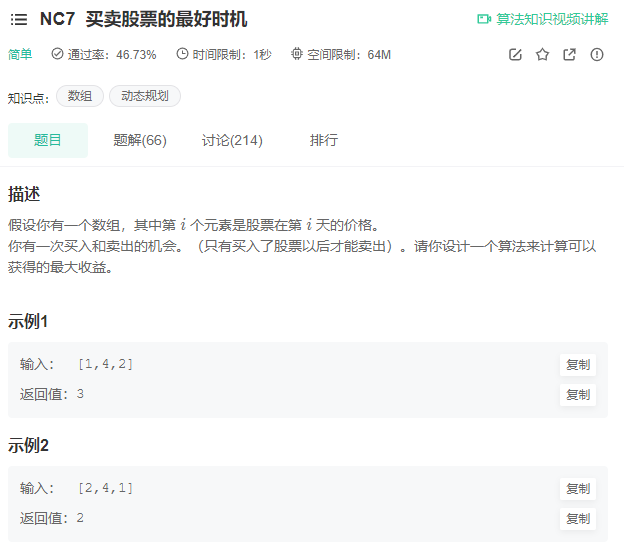 NC7 买卖股票的最好时机 算法知识视频讲解
简单 通过率：46.73% 时间限制：1秒 空间限制：64M
知识点： 数组 动态规划
题目 题解(66) 讨论(214) 排行
描述
假设你有一个数组，其中第 i 个元素是股票在第 i 天的价格。
你有一次买入和卖出的机会。（只有买入了股票以后才能卖出）。请你设计一个算法来计算可以
获得的最大收益。
示例1
输入： [1,4,2] 复制
返回值：3 复制
示例2
输入： [2,4,1] 复制
返回值：2 复制